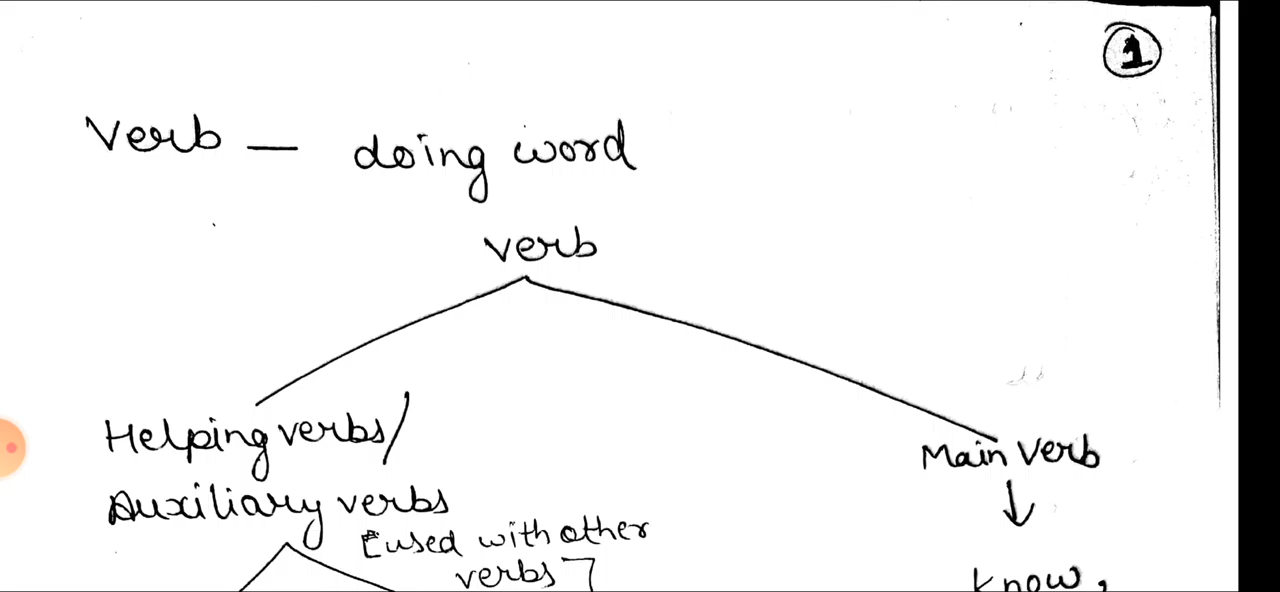 1
Verb — doing word
verb
Helping verbs/
Auxiliary verbs
[used with other
verbs]
Main Verb
↓
know,